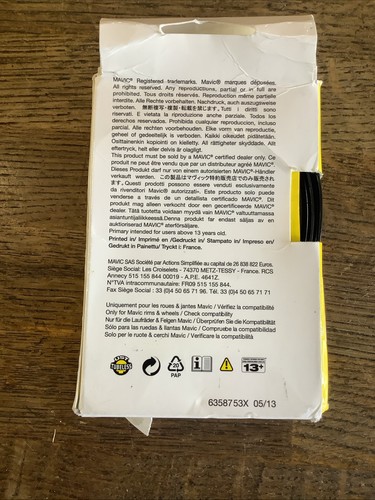 MAVIC® Registered trademarks. Mavic® marques déposées.
All rights reserved. Any reproductions, partial or in full are
prohibited. Tous droits réservés. Reproduction même partielle
interdite. Alle Rechte vorbehalten. Nachdruck, auch auszugsweise
verboten. 無断複写・複製・転載を禁じます。Tutti i diritti sono
riservati. E vietata la riproduzione anche parziale. Todos los
derechos reservados. Prohibida cualquier reproduccion, incluso
parcial. Alle rechten voorbehouden. Elke vorm van reproductie,
geheel of gedeeltelijk is verboden. Kaikki oikeudet pidätetään.
Osittainenkin kopiointi on kielletty. All rättigheter skyddade. All
eftertryck, helt eller delvis är olagligt.
This product must be sold by a MAVIC® certified dealer only. Ce
produit ne peut être vendu que par un distributeur agréé MAVIC®.
Dieses Produkt darf nur von einem autorisierten MAVIC®-Händler
verkauft werden. この製品はマヴィック特約販売店でのみ販売されま
す。Questi prodotti possono essere venduti esclusivamente
da rivenditori Mavic® autorizzati. Este producto solo puede
venderse a través de un detallista certificado MAVIC®. Dit
produkt mag alleen verkocht door een gecertificeerde MAVIC®
dealer. Tätä tuotetta voidaan myydä vain MAVIC® valtuuttamassa
asiantuntijaliikkeessä.Denna produkt får endast säljas av en
auktoriserad MAVIC® aterförsäljare.
Primary intended for users above 13 years old.
Printed in/ Imprimé en /Gedruckt in/ Stampato in/ Impreso en/
Gedrukt in Painettu/ Tryckt i: France.
MAVIC SAS Société par Actions Simplifiée au capital de 26 838 822 Euros.
Siège Social: Les Croiselets - 74370 METZ-TESSY - France. RCS
Annecy 515 155 844 00019 - A.P.E. 4641Z.
N°TVA intracommunautaire: FR09 515 155 844.
Fax Siège Social : 33 (0)4 50 65 71 96. Tel : 33 (0)4 50 65 71 71
Uniquement pour les roues & jantes Mavic / Vérifiez la compatibilité
Only for Mavic rims & wheels / Check the compatibility
Nur für die Laufräder & Felgen Mavic / Überprüfen Sie die Kompatibilität
Sólo para las ruedas & llantas Mavic / Compruebe la compatibilidad
Solo per le ruote & cerchi Mavic / Verificare la compatibilità
UST
TUBELESS
20
PAP
i
13+
6358753X 05/13